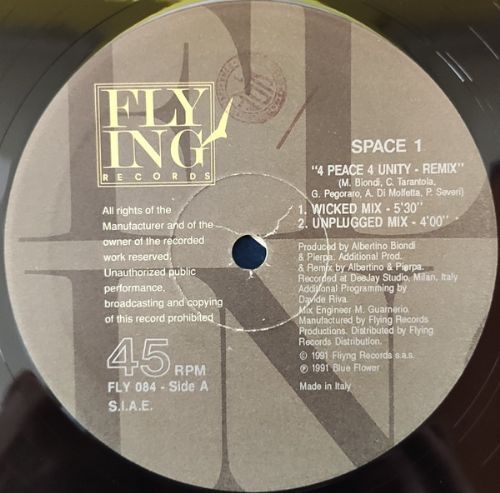 FLY
ING
RECORDS
SPACE 1
"4 PEACE 4 UNITY - REMIX"
(M. Biondi, C. Tarantola,
G. Pegoraro, A. Di Molfetta, P. Severi)
1. WICKED MIX - 5'30"
2. UNPLUGGED MIX - 4'00"
All rights of the
Manufacturer and of the
owner of the recorded
work reserved.
Unauthorized public
performance,
broadcasting and copying
of this record prohibited
Produced by Albertino Biondi
& Pierpa. Additional Prod.
& Remix by Albertino & Pierpa.
Recorded at DeeJay Studio, Milan, Italy
Additional Programming by
Davide Riva.
Mix Engineer M. Guarnerio.
Manufactured by Flying Records
Productions. Distributed by Flying
Records Distribution.
© 1991 Fliyng Records s.a.s.
℗ 1991 Blue Flower
Made in Italy
45 RPM
FLY 084 - Side A
S.I.A.E.